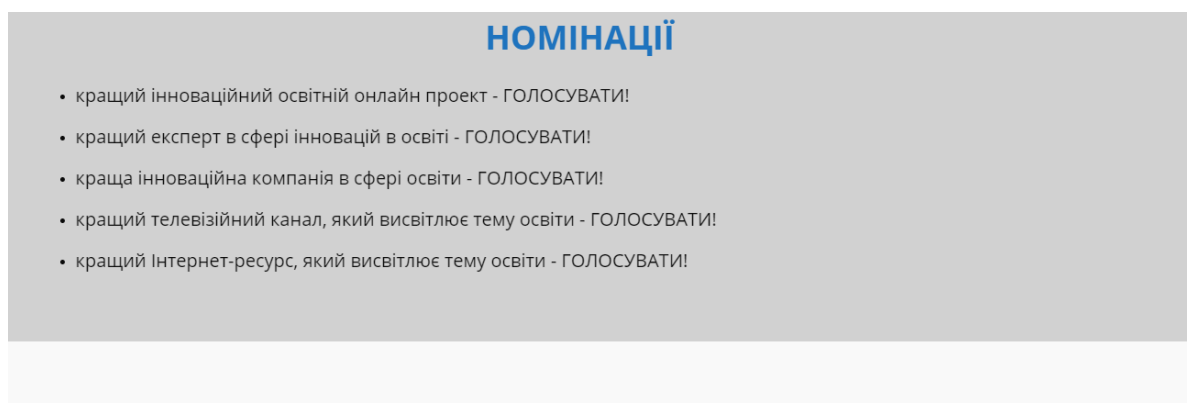 НОМІНАЦІЇ
• кращий інноваційний освітній онлайн проект - ГОЛОСУВАТИ!
• кращий експерт в сфері інновацій в освіті - ГОЛОСУВАТИ!
• краща інноваційна компанія в сфері освіти - ГОЛОСУВАТИ!
• кращий телевізійний канал, який висвітлює тему освіти - ГОЛОСУВАТИ!
• кращий Інтернет-ресурс, який висвітлює тему освіти - ГОЛОСУВАТИ!